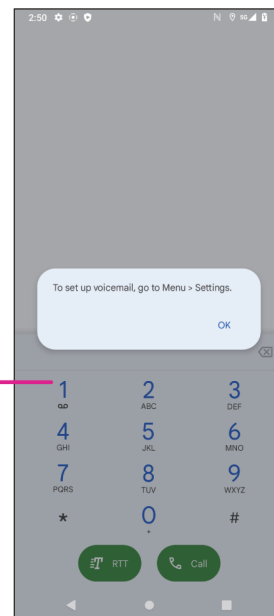 2:50 5G
To set up voicemail, go to Menu > Settings.
OK
1 2 3
ABC DEF
4 5 6
GHI JKL MNO
7 8 9
PQRS TUV WXYZ
* 0 #
+
RTT Call